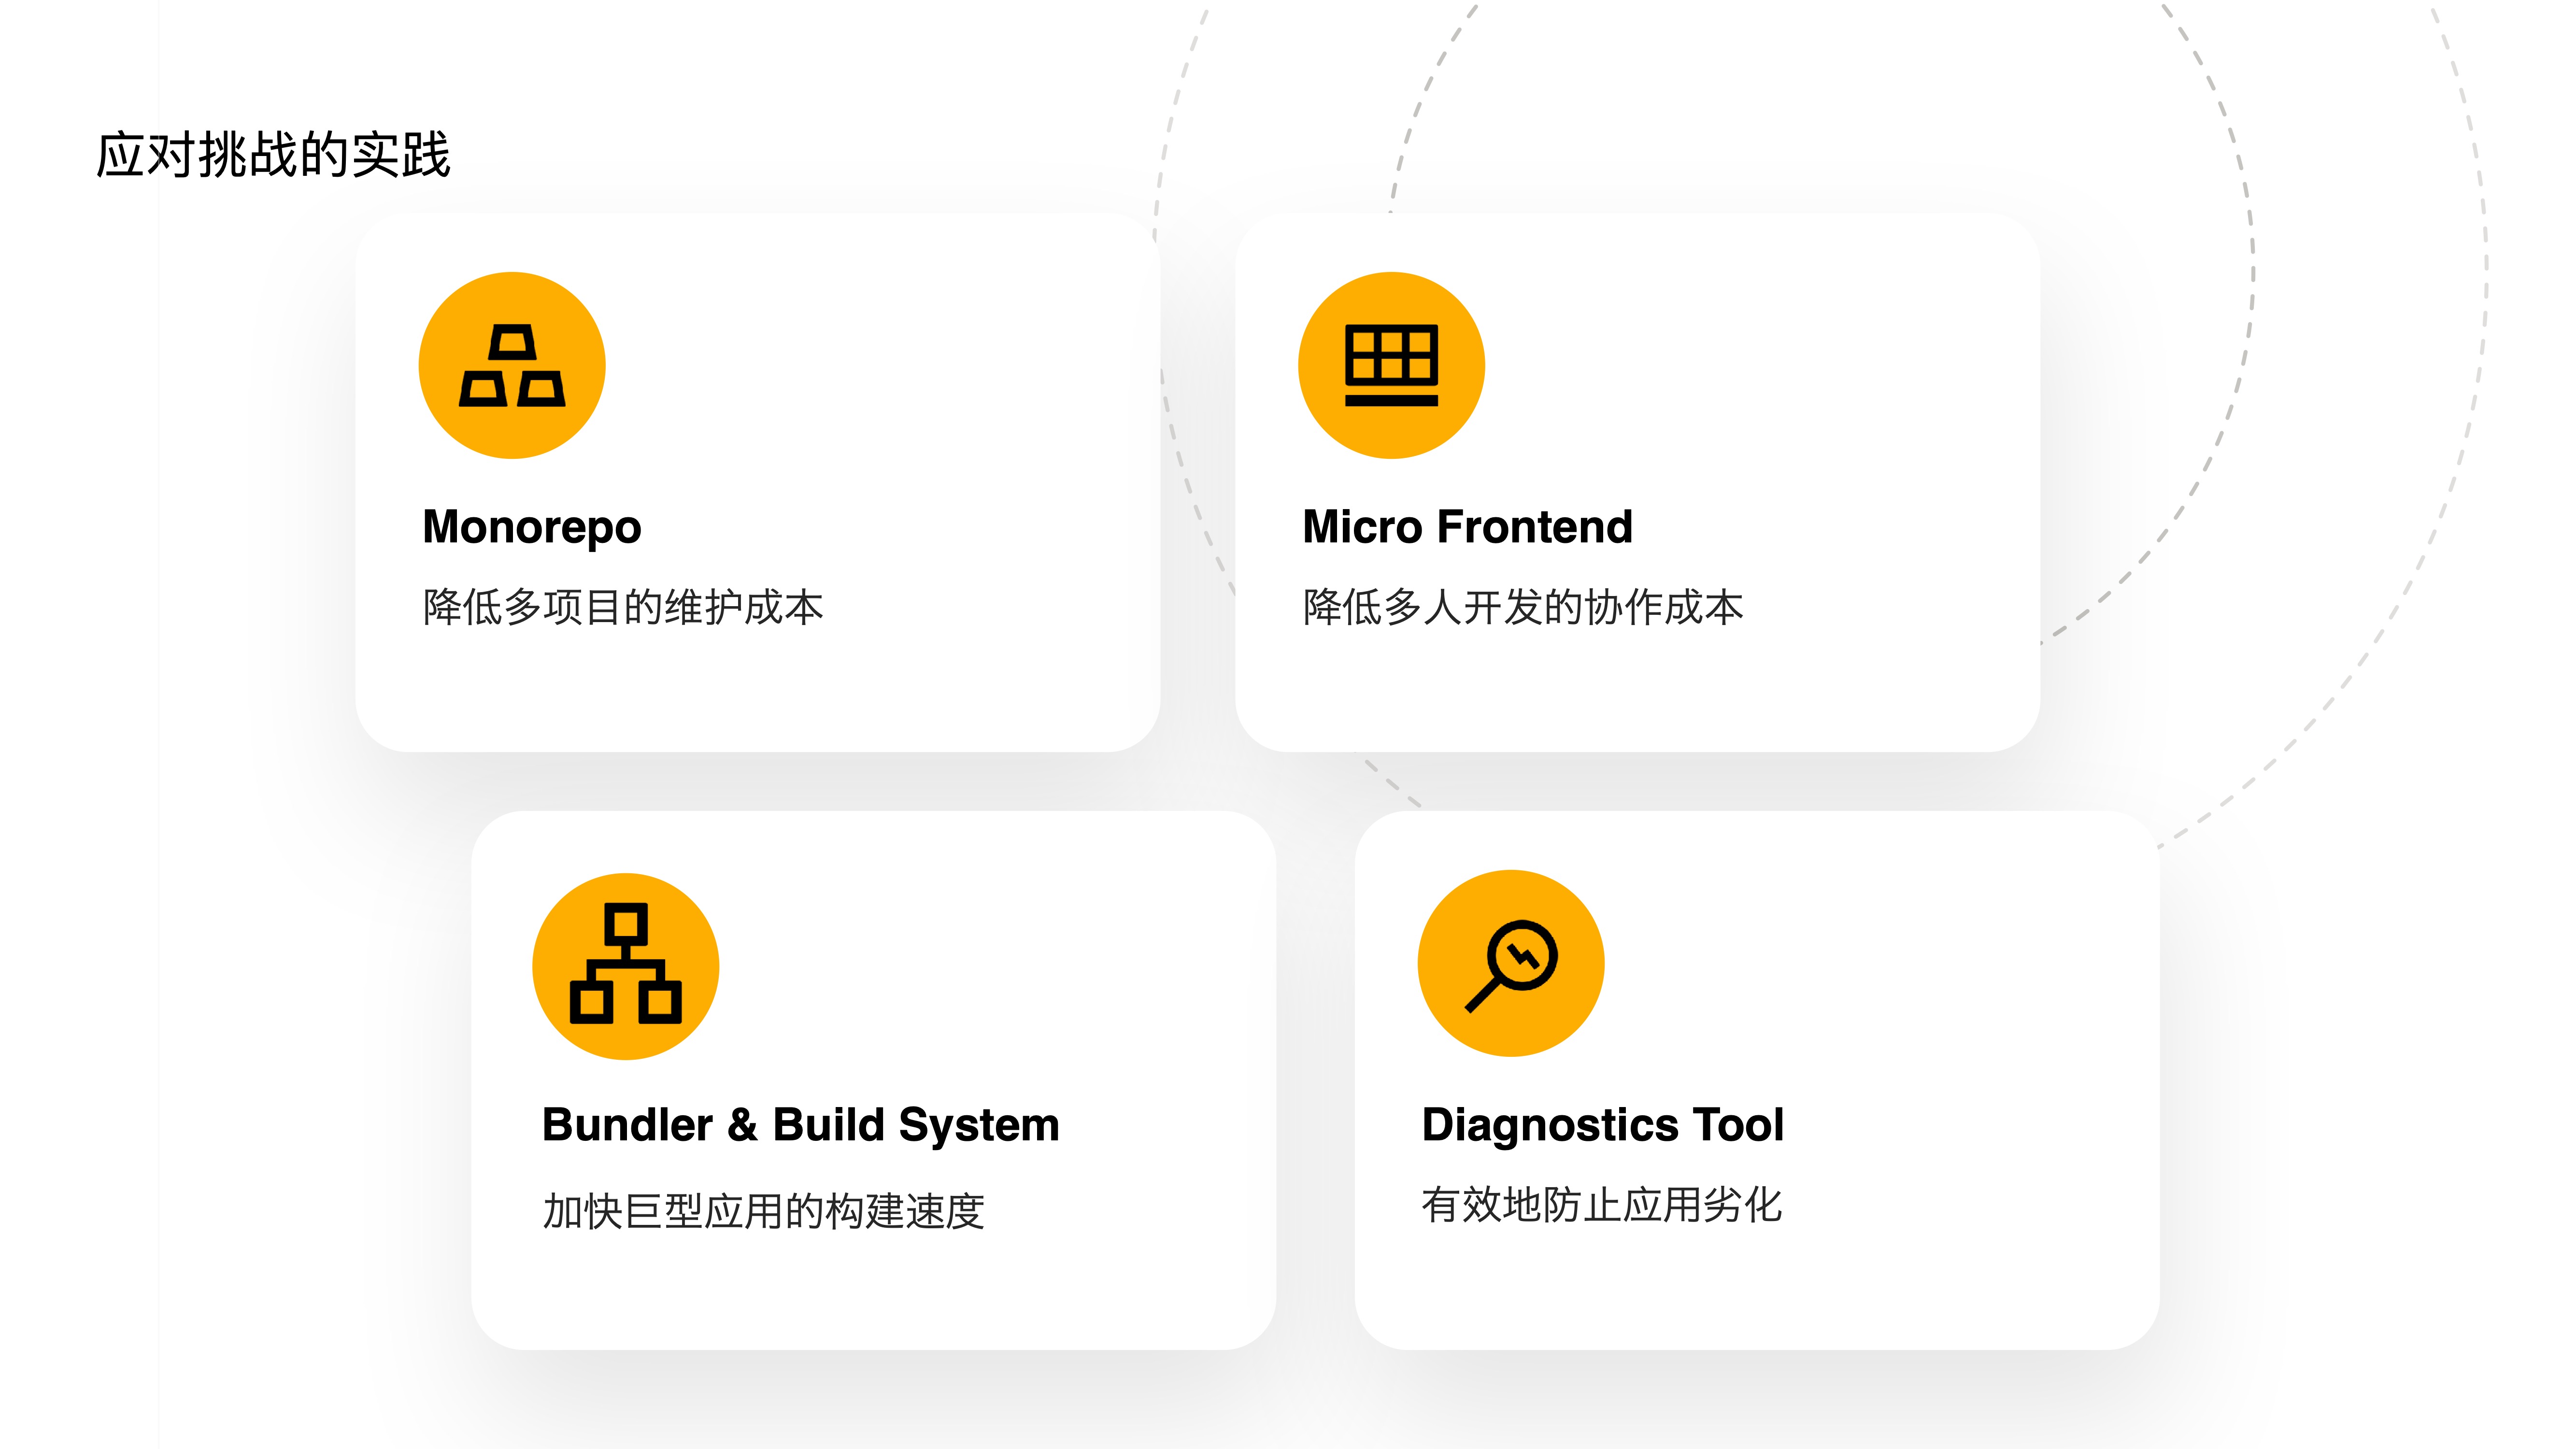 应对挑战的实践
Monorepo
降低多项目的维护成本
Micro Frontend
降低多人开发的协作成本
Bundler & Build System
加快巨型应用的构建速度
Diagnostics Tool
有效地防止应用劣化